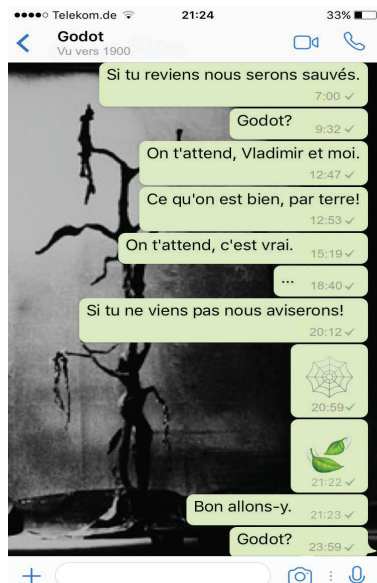 Telekom.de 21:24 33%
Godot
Vu vers 1900
Si tu reviens nous serons sauvés.
7:00
Godot?
9:32
On t'attend, Vladimir et moi.
12:47
Ce qu'on est bien, par terre!
12:53
On t'attend, c'est vrai.
15:19
...
18:40
Si tu ne viens pas nous aviserons!
20:12
20:59
21:22
Bon allons-y.
21:23
Godot?
23:59